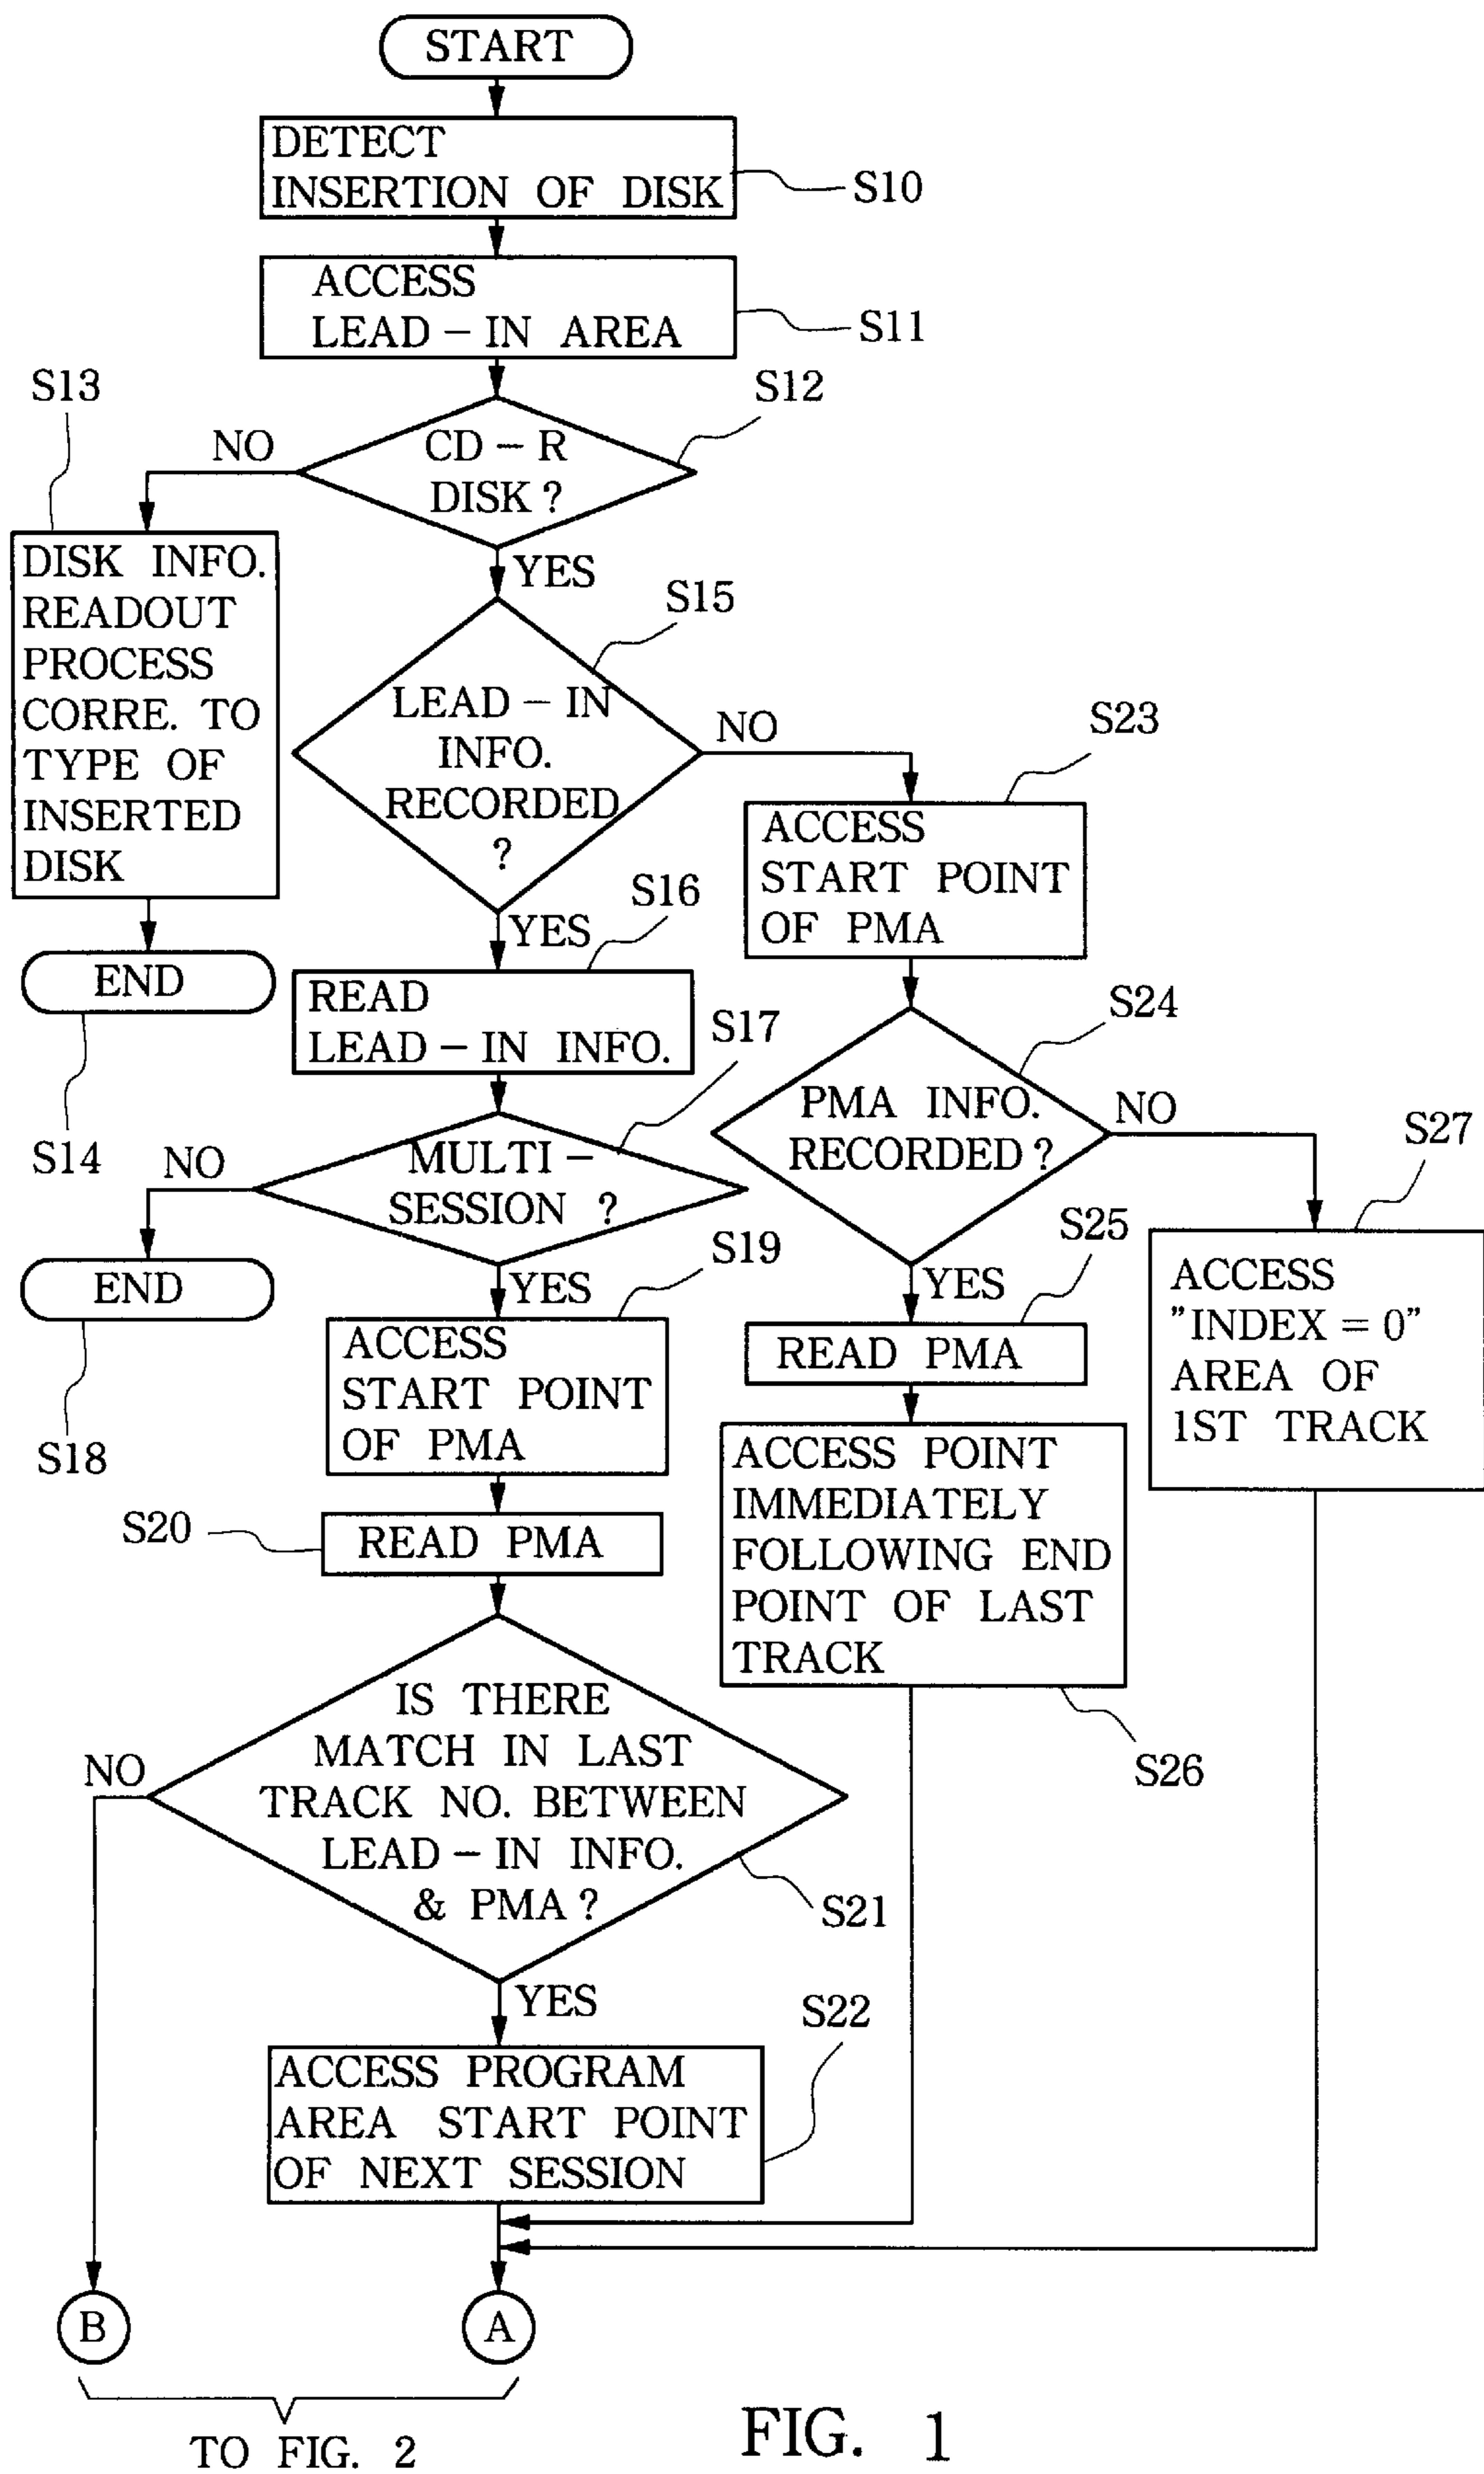 START
DETECT
INSERTION OF DISK
S10
ACCESS
LEAD-IN AREA
S11
S13
S12
NO
CD-R
DISK?
YES
DISK INFO.
READOUT
PROCESS
CORRE. TO
TYPE OF
INSERTED
DISK
S15
LEAD-IN
INFO.
RECORDED
?
NO
S23
ACCESS
START POINT
OF PMA
S16
YES
END
READ
LEAD-IN INFO.
S17
S24
PMA INFO.
RECORDED?
NO
S27
S14
NO
MULTI-
SESSION ?
S19
S25
YES
END
YES
ACCESS
"INDEX=0"
AREA OF
1ST TRACK
ACCESS
START POINT
OF PMA
READ PMA
S18
ACCESS POINT
IMMEDIATELY
FOLLOWING END
POINT OF LAST
TRACK
S20
READ PMA
S26
IS THERE
MATCH IN LAST
TRACK NO. BETWEEN
LEAD-IN INFO.
& PMA?
NO
S21
YES
S22
ACCESS PROGRAM
AREA START POINT
OF NEXT SESSION
B
A
TO FIG. 2
FIG. 1